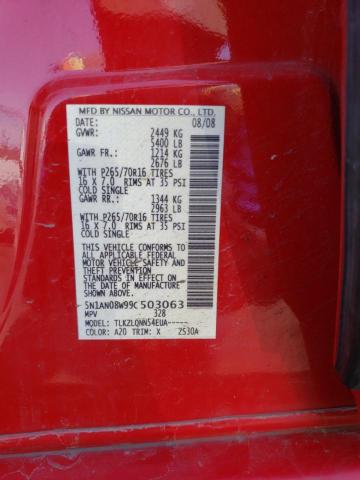 MFD BY NISSAN MOTOR CO., LTD.
08/08
GVWR: 2449 KG
5400 LB
GAWR FR.: 1214 KG
2676 LB
WITH P265/70R16 TIRES
16 X 7.0 RIMS AT 35 PSI
COLD SINGLE
GAWR RR.: 1344 KG
2963 LB
WITH P265/70R16 TIRES
16 X 7.0 RIMS AT 35 PSI
COLD SINGLE
THIS VEHICLE CONFORMS TO
ALL APPLICABLE FEDERAL
MOTOR VEHICLE SAFETY AND
THEFT PREVENTION
STANDARDS IN EFFECT ON
THE DATE OF MANUFACTURE
SHOWN ABOVE.
5N1AN08W99C503063
MPV 328
MODEL: TLKZLQNN54EUA-----
COLOR: A20 TRIM: X ZS30A